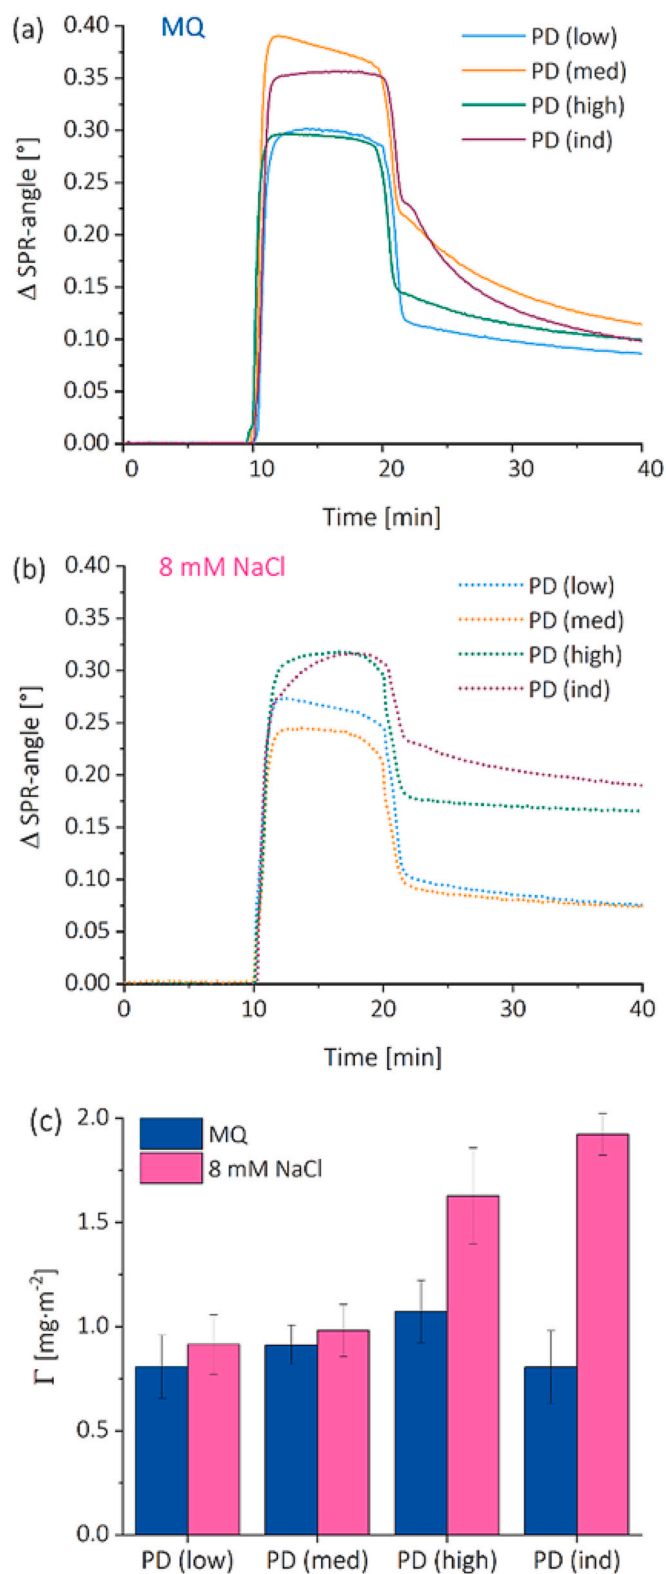 (a)
MQ
PD (low)
PD (med)
PD (high)
PD (ind)
Δ SPR-angle [°]
0.40
0.35
0.30
0.25
0.20
0.15
0.10
0.05
0.00
0 10 20 30 40
Time [min]
(b)
8 mM NaCl
PD (low)
PD (med)
PD (high)
PD (ind)
Δ SPR-angle [°]
0.40
0.35
0.30
0.25
0.20
0.15
0.10
0.05
0.00
0 10 20 30 40
Time [min]
(c)
MQ
8 mM NaCl
Γ [mg·m⁻²]
2.0
1.5
1.0
0.5
0.0
PD (low) PD (med) PD (high) PD (ind)